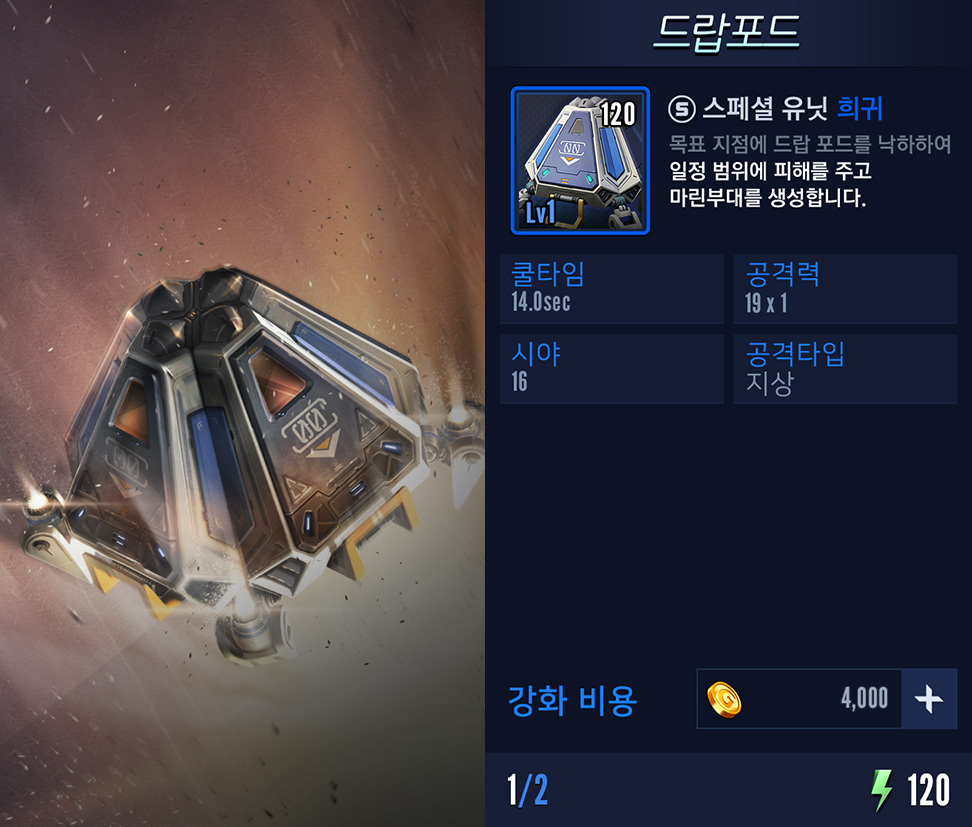 드랍포드
120
Lv1
NN
Ⓢ 스페셜 유닛 희귀
목표 지점에 드랍 포드를 낙하하여
일정 범위에 피해를 주고
마린부대를 생성합니다.
쿨타임
14.0sec
공격력
19 x 1
시야
16
공격타입
지상
강화 비용
G
4,000
+
1/2
120